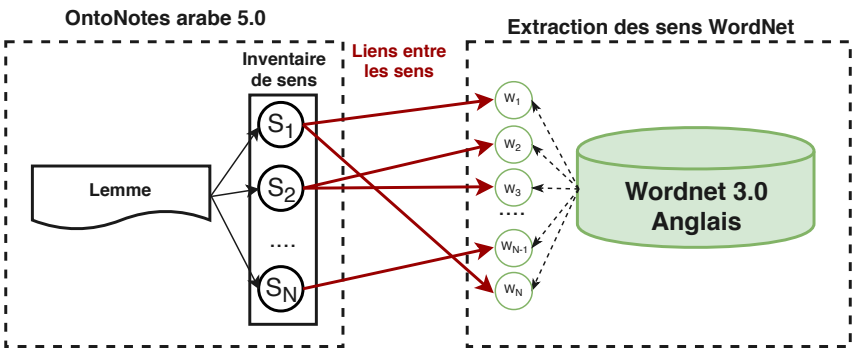 OntoNotes arabe 5.0
Extraction des sens WordNet
Inventaire
de sens
Liens entre
les sens
Lemme
S1
S2
....
SN
w1
w2
w3
....
wN-1
wN
Wordnet 3.0
Anglais